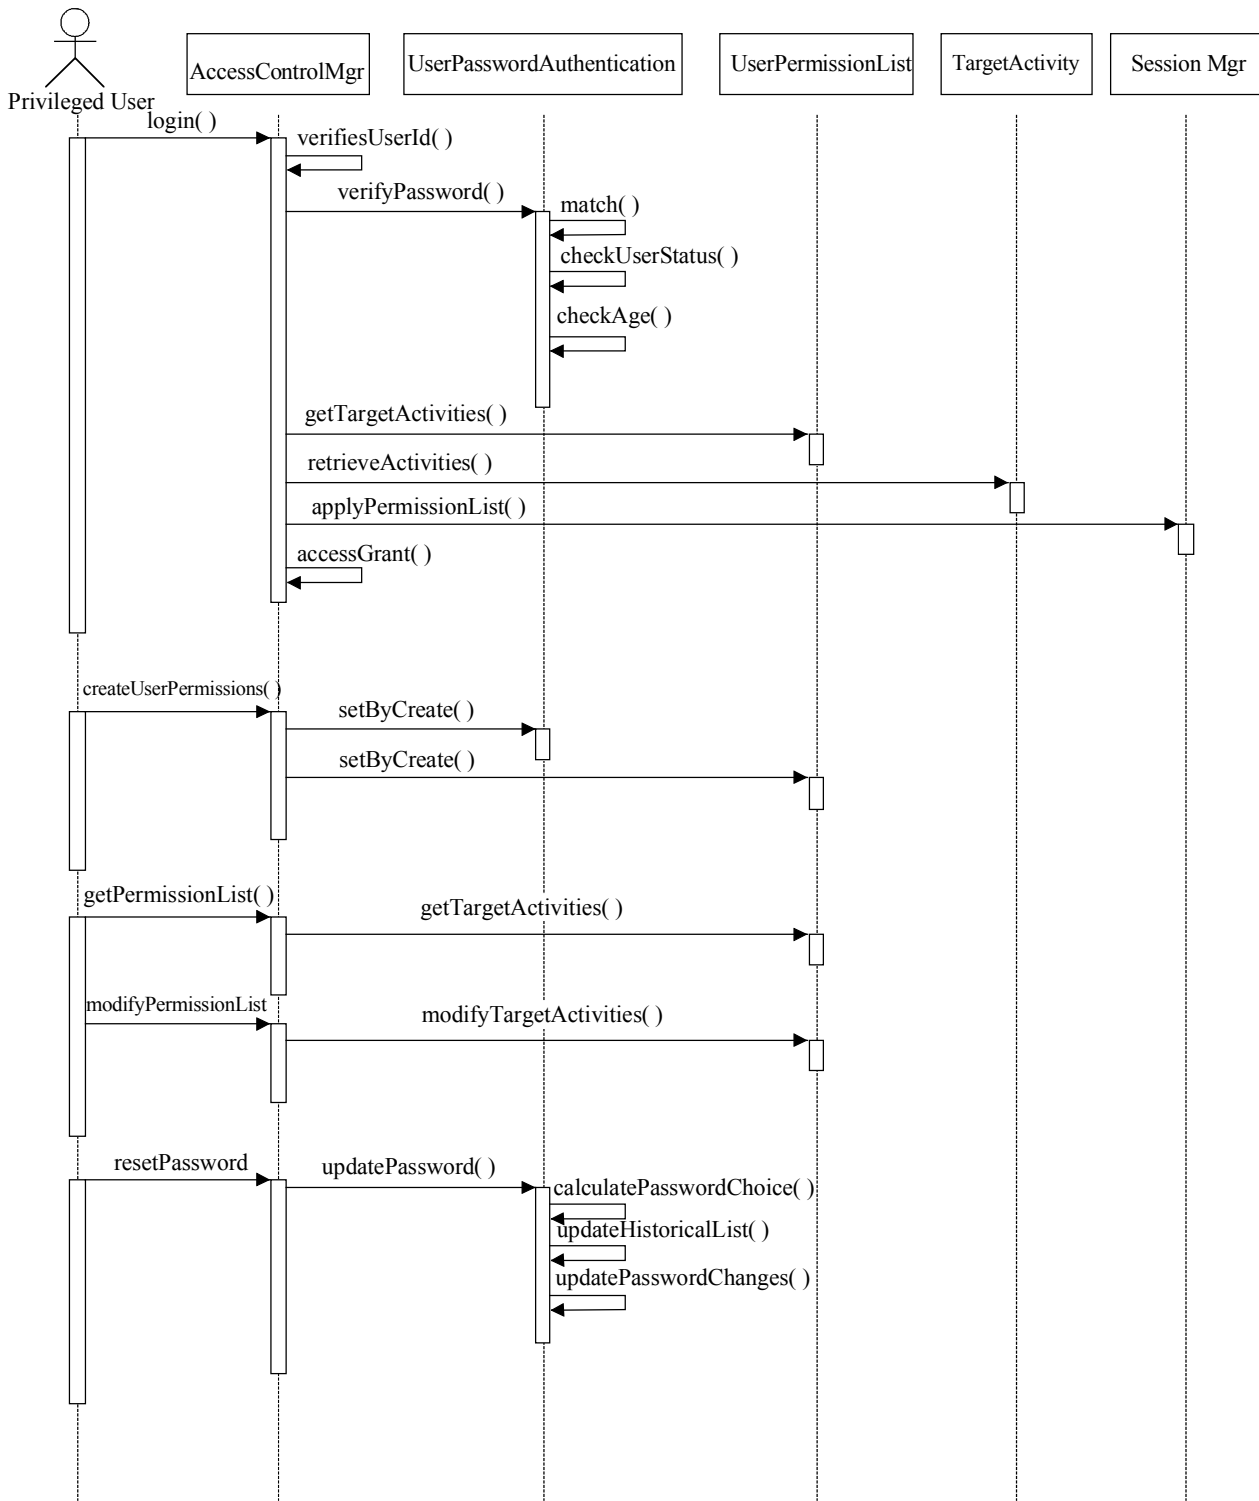 Privileged User
AccessControlMgr
UserPasswordAuthentication
UserPermissionList
TargetActivity
Session Mgr
login( )
verifiesUserId( )
verifyPassword( )
match( )
checkUserStatus( )
checkAge( )
getTargetActivities( )
retrieveActivities( )
applyPermissionList( )
accessGrant( )
createUserPermissions( )
setByCreate( )
setByCreate( )
getPermissionList( )
getTargetActivities( )
modifyPermissionList
modifyTargetActivities( )
resetPassword
updatePassword( )
calculatePasswordChoice( )
updateHistoricalList( )
updatePasswordChanges( )